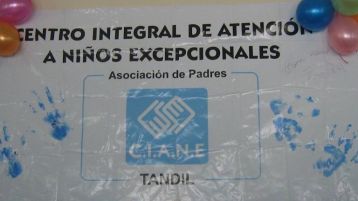 CENTRO INTEGRAL DE ATENCIÓN
A NIÑOS EXCEPCIONALES
Asociación de Padres
C.I.A.N.E
TANDIL